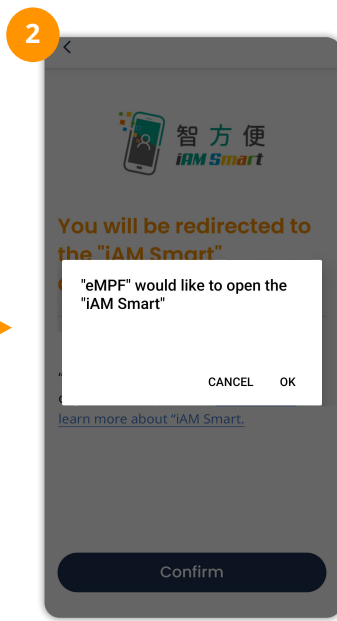 2
智方便
iAM Smart
You will be redirected to
the "iAM Smart"
"eMPF" would like to open the
"iAM Smart"
CANCEL OK
learn more about “iAM Smart.
Confirm